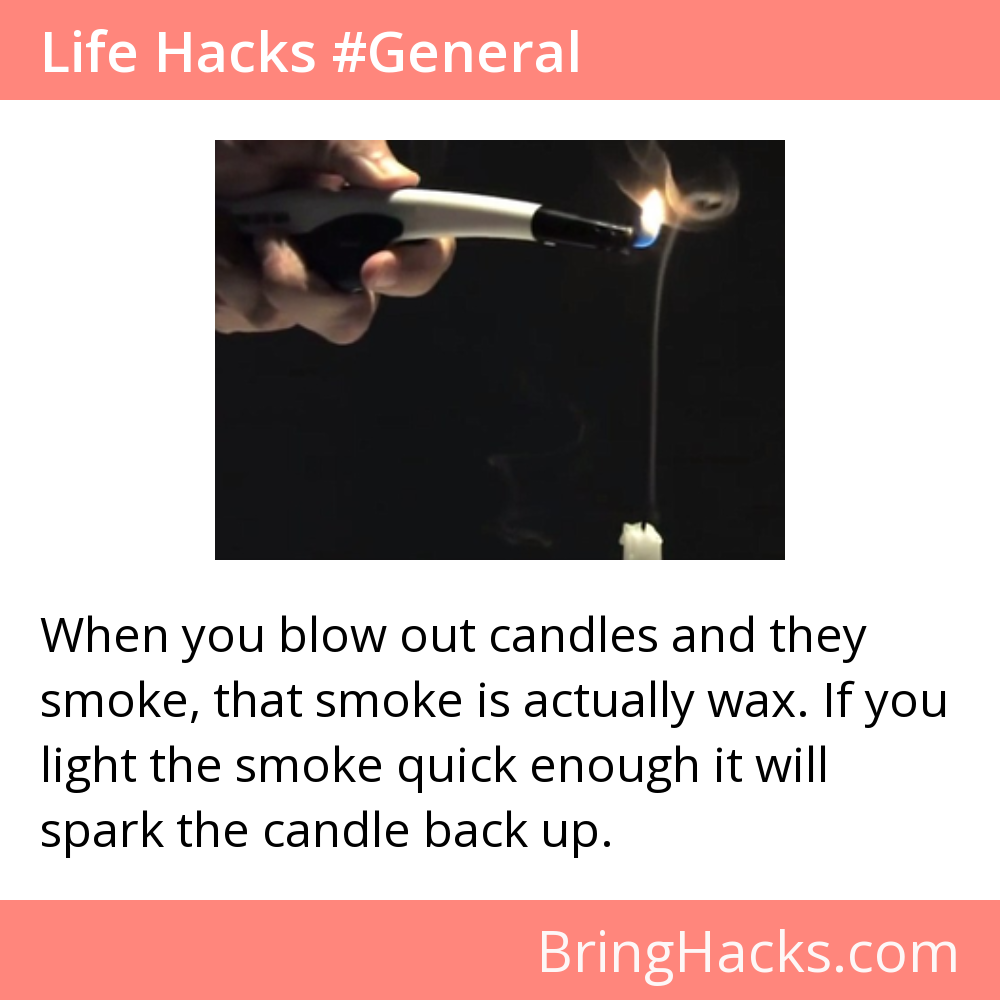 Life Hacks #General
When you blow out candles and they
smoke, that smoke is actually wax. If you
light the smoke quick enough it will
spark the candle back up.
BringHacks.com